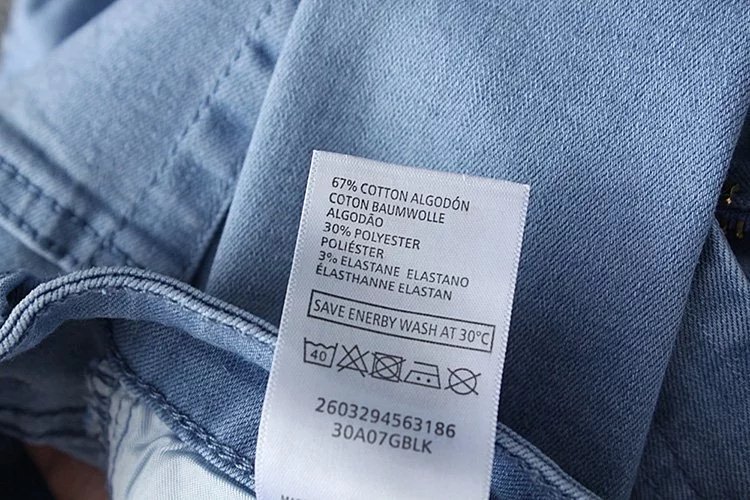 67% COTTON ALGODÓN
COTON BAUMWOLLE
ALGODÃO
30% POLYESTER
POLIÉSTER
3% ELASTANE ELASTANO
ÉLASTHANNE ELASTAN
SAVE ENERBY WASH AT 30°C
40
2603294563186
30A07GBLK